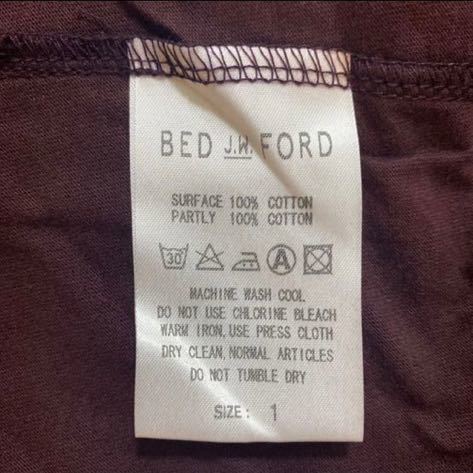 BED J.W. FORD
SURFACE 100% COTTON
PARTLY 100% COTTON
30 A
MACHINE WASH COOL
DO NOT USE CHLORINE BLEACH
WARM IRON, USE PRESS CLOTH
DRY CLEAN, NORMAL ARTICLES
DO NOT TUMBLE DRY
SIZE: 1